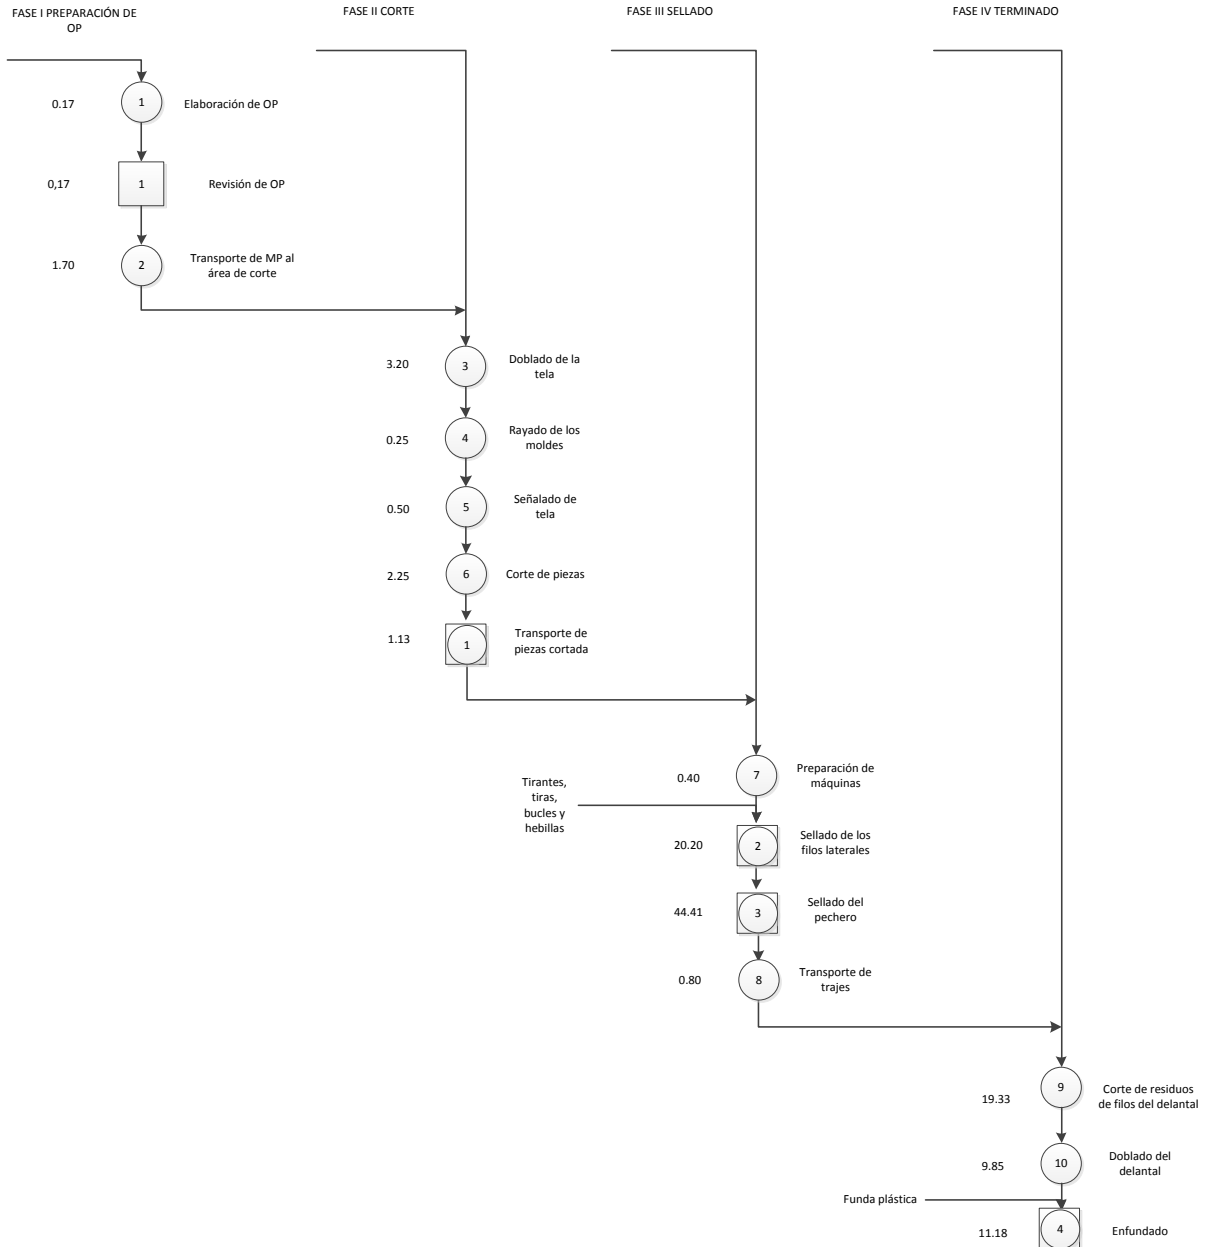 FASE I PREPARACIÓN DE
OP
FASE II CORTE
FASE III SELLADO
FASE IV TERMINADO
0.17
1
Elaboración de OP
0,17
1
Revisión de OP
1.70
2
Transporte de MP al
área de corte
3.20
3
Doblado de la
tela
0.25
4
Rayado de los
moldes
0.50
5
Señalado de
tela
2.25
6
Corte de piezas
1.13
1
Transporte de
piezas cortada
0.40
7
Preparación de
máquinas
Tirantes,
tiras,
bucles y
hebillas
20.20
2
Sellado de los
filos laterales
44.41
3
Sellado del
pechero
0.80
8
Transporte de
trajes
19.33
9
Corte de residuos
de filos del delantal
9.85
10
Doblado del
delantal
Funda plástica
11.18
4
Enfundado